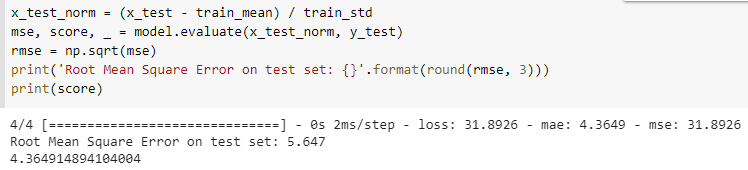 x_test_norm = (x_test - train_mean) / train_std
mse, score, _ = model.evaluate(x_test_norm, y_test)
rmse = np.sqrt(mse)
print('Root Mean Square Error on test set: {}'.format(round(rmse, 3)))
print(score)
4/4 [==============================] - 0s 2ms/step - loss: 31.8926 - mae: 4.3649 - mse: 31.8926
Root Mean Square Error on test set: 5.647
4.364914894104004